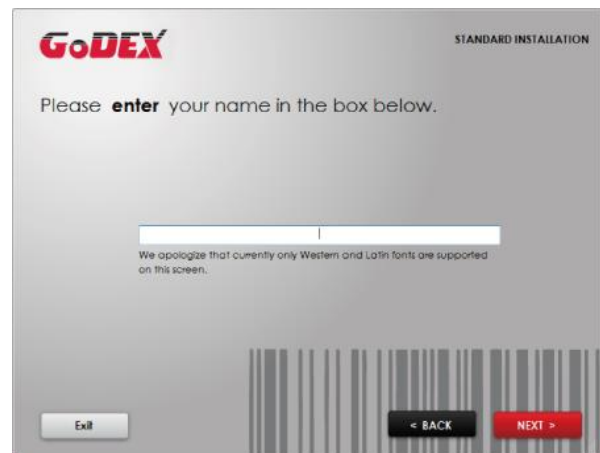 GoDEX
STANDARD INSTALLATION
Please enter your name in the box below.
We apologize that currently only Western and Latin fonts are supported
on this screen.
Exit
< BACK
NEXT >